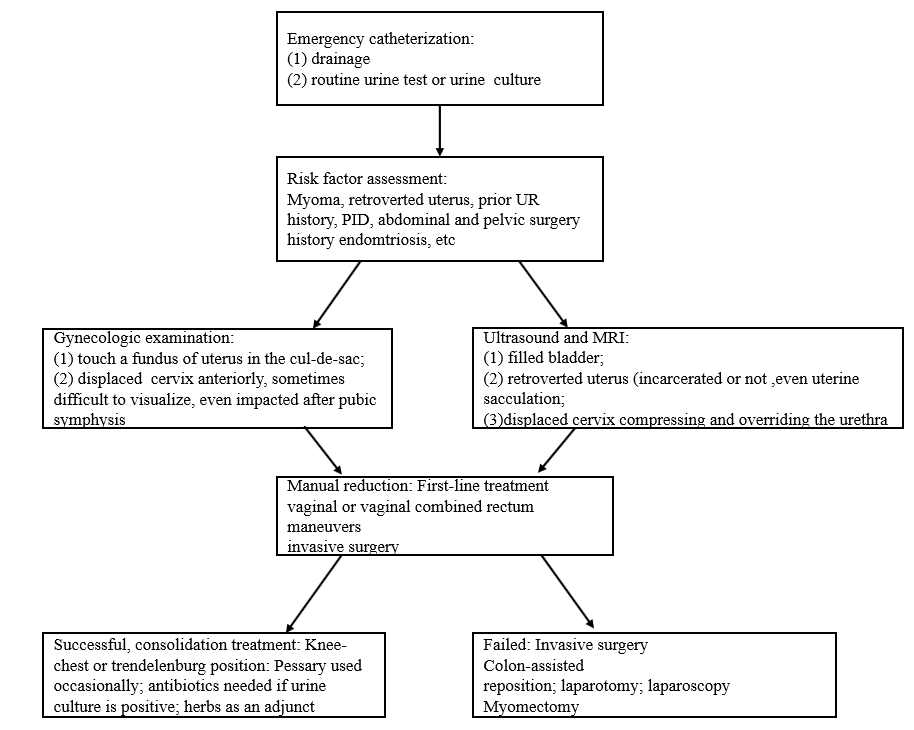 Emergency catheterization:
(1) drainage
(2) routine urine test or urine culture
Risk factor assessment:
Myoma, retroverted uterus, prior UR
history, PID, abdominal and pelvic surgery
history endomtriosis, etc
Gynecologic examination:
(1) touch a fundus of uterus in the cul-de-sac;
(2) displaced cervix anteriorly, sometimes
difficult to visualize, even impacted after pubic
symphysis
Ultrasound and MRI:
(1) filled bladder;
(2) retroverted uterus (incarcerated or not ,even uterine
sacculation;
(3)displaced cervix compressing and overriding the urethra
Manual reduction: First-line treatment
vaginal or vaginal combined rectum
maneuvers
invasive surgery
Successful, consolidation treatment: Knee-
chest or trendelenburg position: Pessary used
occasionally; antibiotics needed if urine
culture is positive; herbs as an adjunct
Failed: Invasive surgery
Colon-assisted
reposition; laparotomy; laparoscopy
Myomectomy